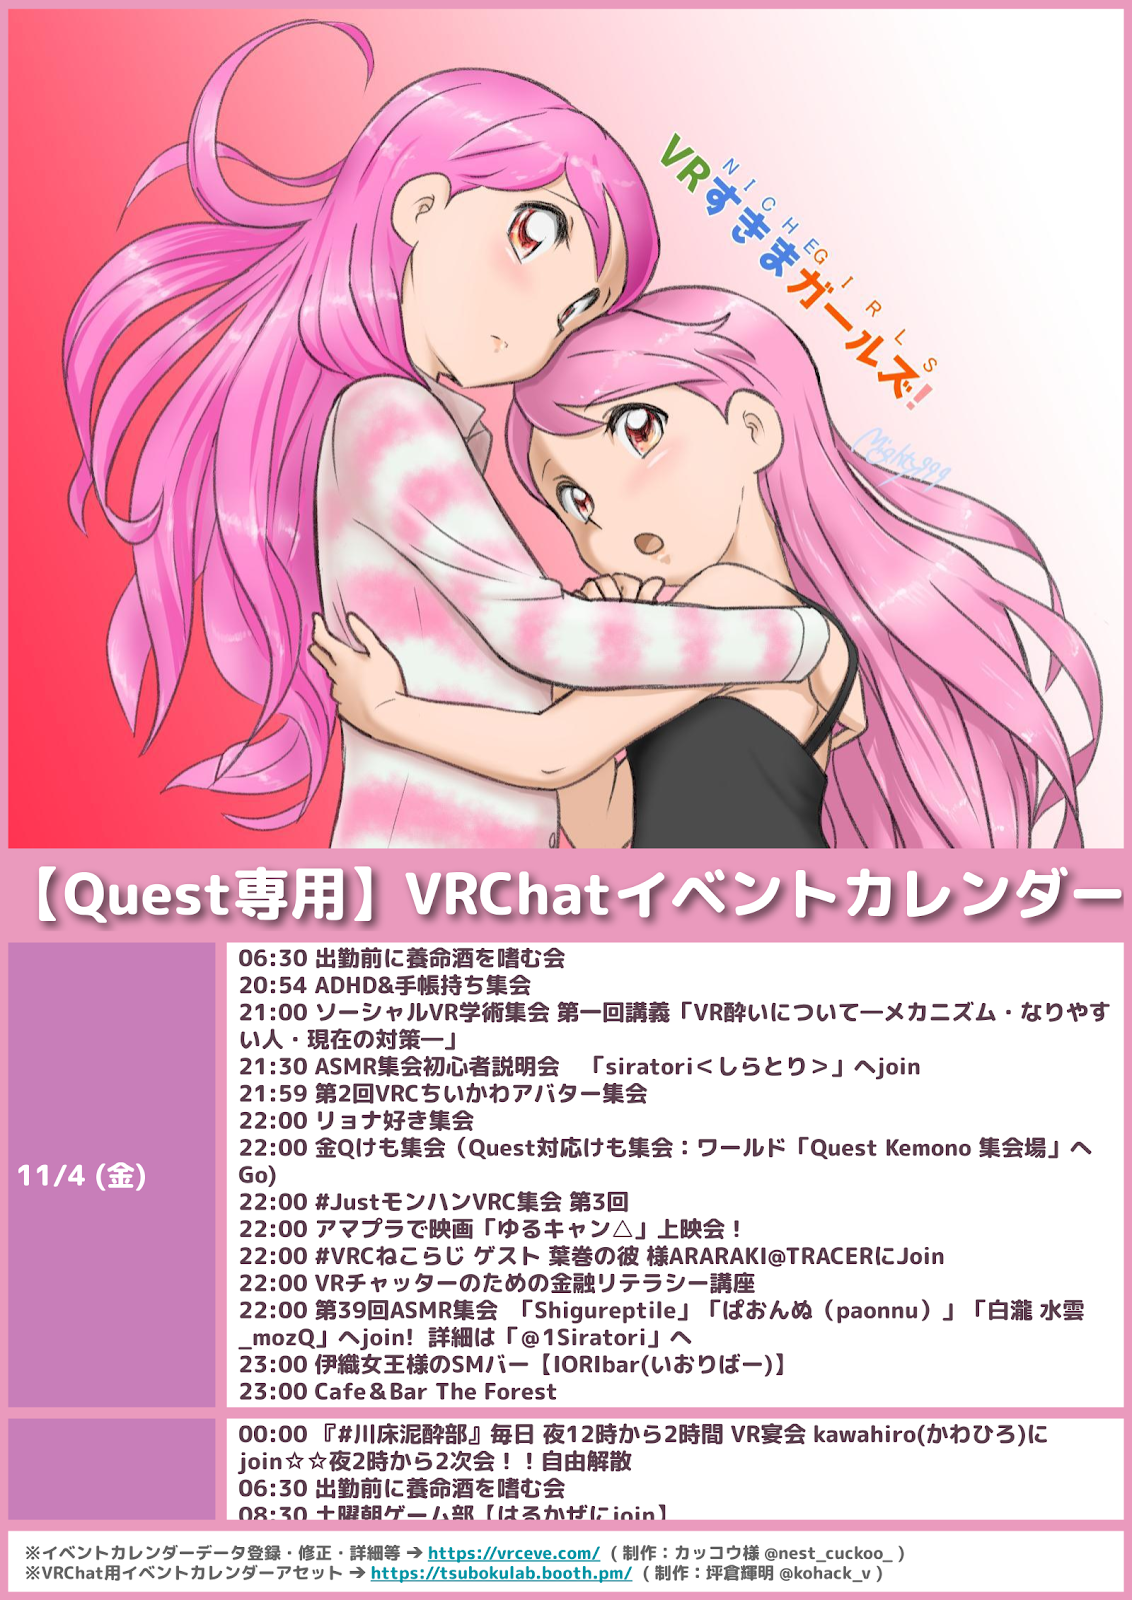 VRすきまガールズ!
NICHEGIRLS
Mighty999
【Quest専用】VRChatイベントカレンダー
11/4 (金)
06:30 出勤前に養命酒を嗜む会
20:54 ADHD&手帳持ち集会
21:00 ソーシャルVR学術集会 第一回講義「VR酔いについて―メカニズム・なりやす
い人・現在の対策―」
21:30 ASMR集会初心者説明会　「siratori＜しらとり＞」へjoin
21:59 第2回VRCちいかわアバター集会
22:00 リョナ好き集会
22:00 金Qけも集会（Quest対応けも集会：ワールド「Quest Kemono 集会場」へ
Go)
22:00 #JustモンハンVRC集会 第3回
22:00 アマプラで映画「ゆるキャン△」上映会！
22:00 #VRCねこらじ ゲスト 葉巻の彼 様ARARAKI@TRACERにJoin
22:00 VRチャッターのための金融リテラシー講座
22:00 第39回ASMR集会　「Shigureptile」「ぱおんぬ（paonnu）」「白瀧 水雲
_mozQ」へjoin!  詳細は「@1Siratori」へ
23:00 伊織女王様のSMバー【IORIbar(いおりばー)】
23:00 Cafe＆Bar The Forest
00:00 『#川床泥酔部』毎日 夜12時から2時間 VR宴会 kawahiro(かわひろ)に
join☆☆夜2時から2次会！！自由解散
06:30 出勤前に養命酒を嗜む会
08:30 土曜朝ゲーム部【はるかぜにjoin】
※イベントカレンダーデータ登録・修正・詳細等 ➔ https://vrceve.com/ ( 制作：カッコウ様 @nest_cuckoo_ )
※VRChat用イベントカレンダーアセット ➔ https://tsubokulab.booth.pm/ ( 制作：坪倉輝明 @kohack_v )